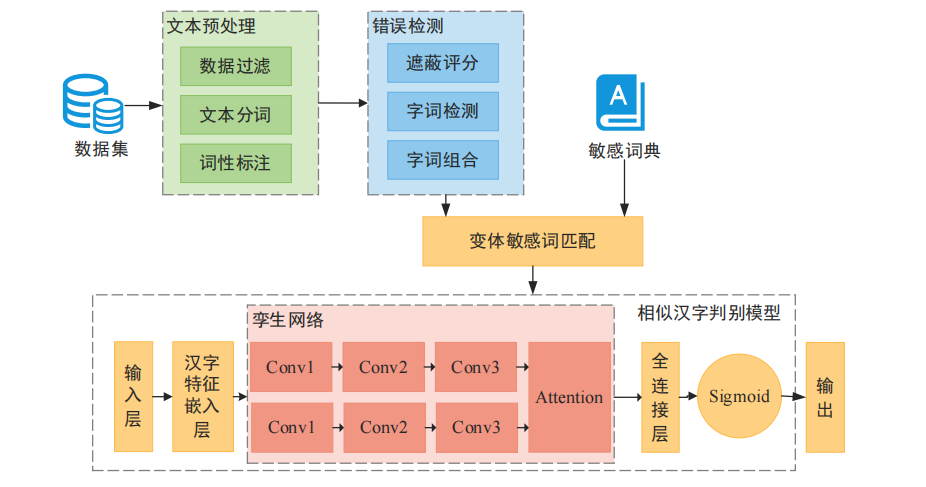 文本预处理
数据过滤
文本分词
词性标注
数据集
错误检测
遮蔽评分
字词检测
字词组合
A
敏感词典
变体敏感词匹配
相似汉字判别模型
孪生网络
输
入
层
汉字
特征
嵌入
层
Conv1
Conv2
Conv3
Conv1
Conv2
Conv3
Attention
全
连
接
层
Sigmoid
输
出